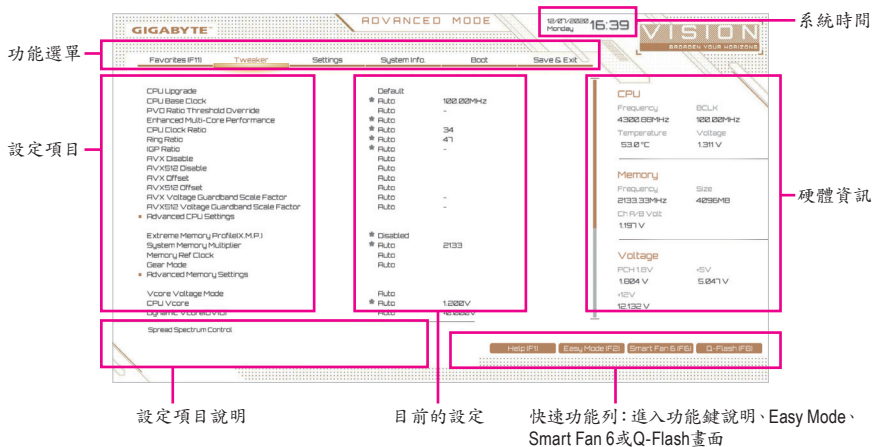 GIGABYTE™
ADVANCED MODE
12/07/2020 Monday 16:39
VISION
BROADEN YOUR HORIZONS
系統時間
功能選單
Favorites (F11) Tweaker Settings System Info. Boot Save & Exit
設定項目
CPU Upgrade Default
CPU Base Clock * Auto 100.00MHz
PVD Ratio Threshold Override Auto -
Enhanced Multi-Core Performance * Auto
CPU Clock Ratio * Auto 34
Ring Ratio * Auto 47
IGP Ratio * Auto -
AVX Disable Auto
AVX512 Disable Auto
AVX Offset Auto
AVX512 Offset Auto
AVX Voltage Guardband Scale Factor Auto -
AVX512 Voltage Guardband Scale Factor Auto -
Advanced CPU Settings
Extreme Memory Profile(X.M.P.) * Disabled
System Memory Multiplier * Auto 2133
Memory Ref Clock Auto
Gear Mode Auto
Advanced Memory Settings
Vcore Voltage Mode Auto
CPU Vcore * Auto 1.200V
Auto
Spread Spectrum Control
CPU
Frequency BCLK
4300.88MHz 100.00MHz
Temperature Voltage
53.0°C 1.311 V
Memory
Frequency Size
2133.33MHz 4096MB
Ch A/B Volt
1.197 V
Voltage
PCH 1.8V +5V
1.804 V 5.047 V
+12V
12.132 V
硬體資訊
Help (F1) Easy Mode (F2) Smart Fan 6 (F6) Q-Flash (F8)
設定項目說明
目前的設定
快速功能列：進入功能鍵說明、Easy Mode、
Smart Fan 6或Q-Flash畫面